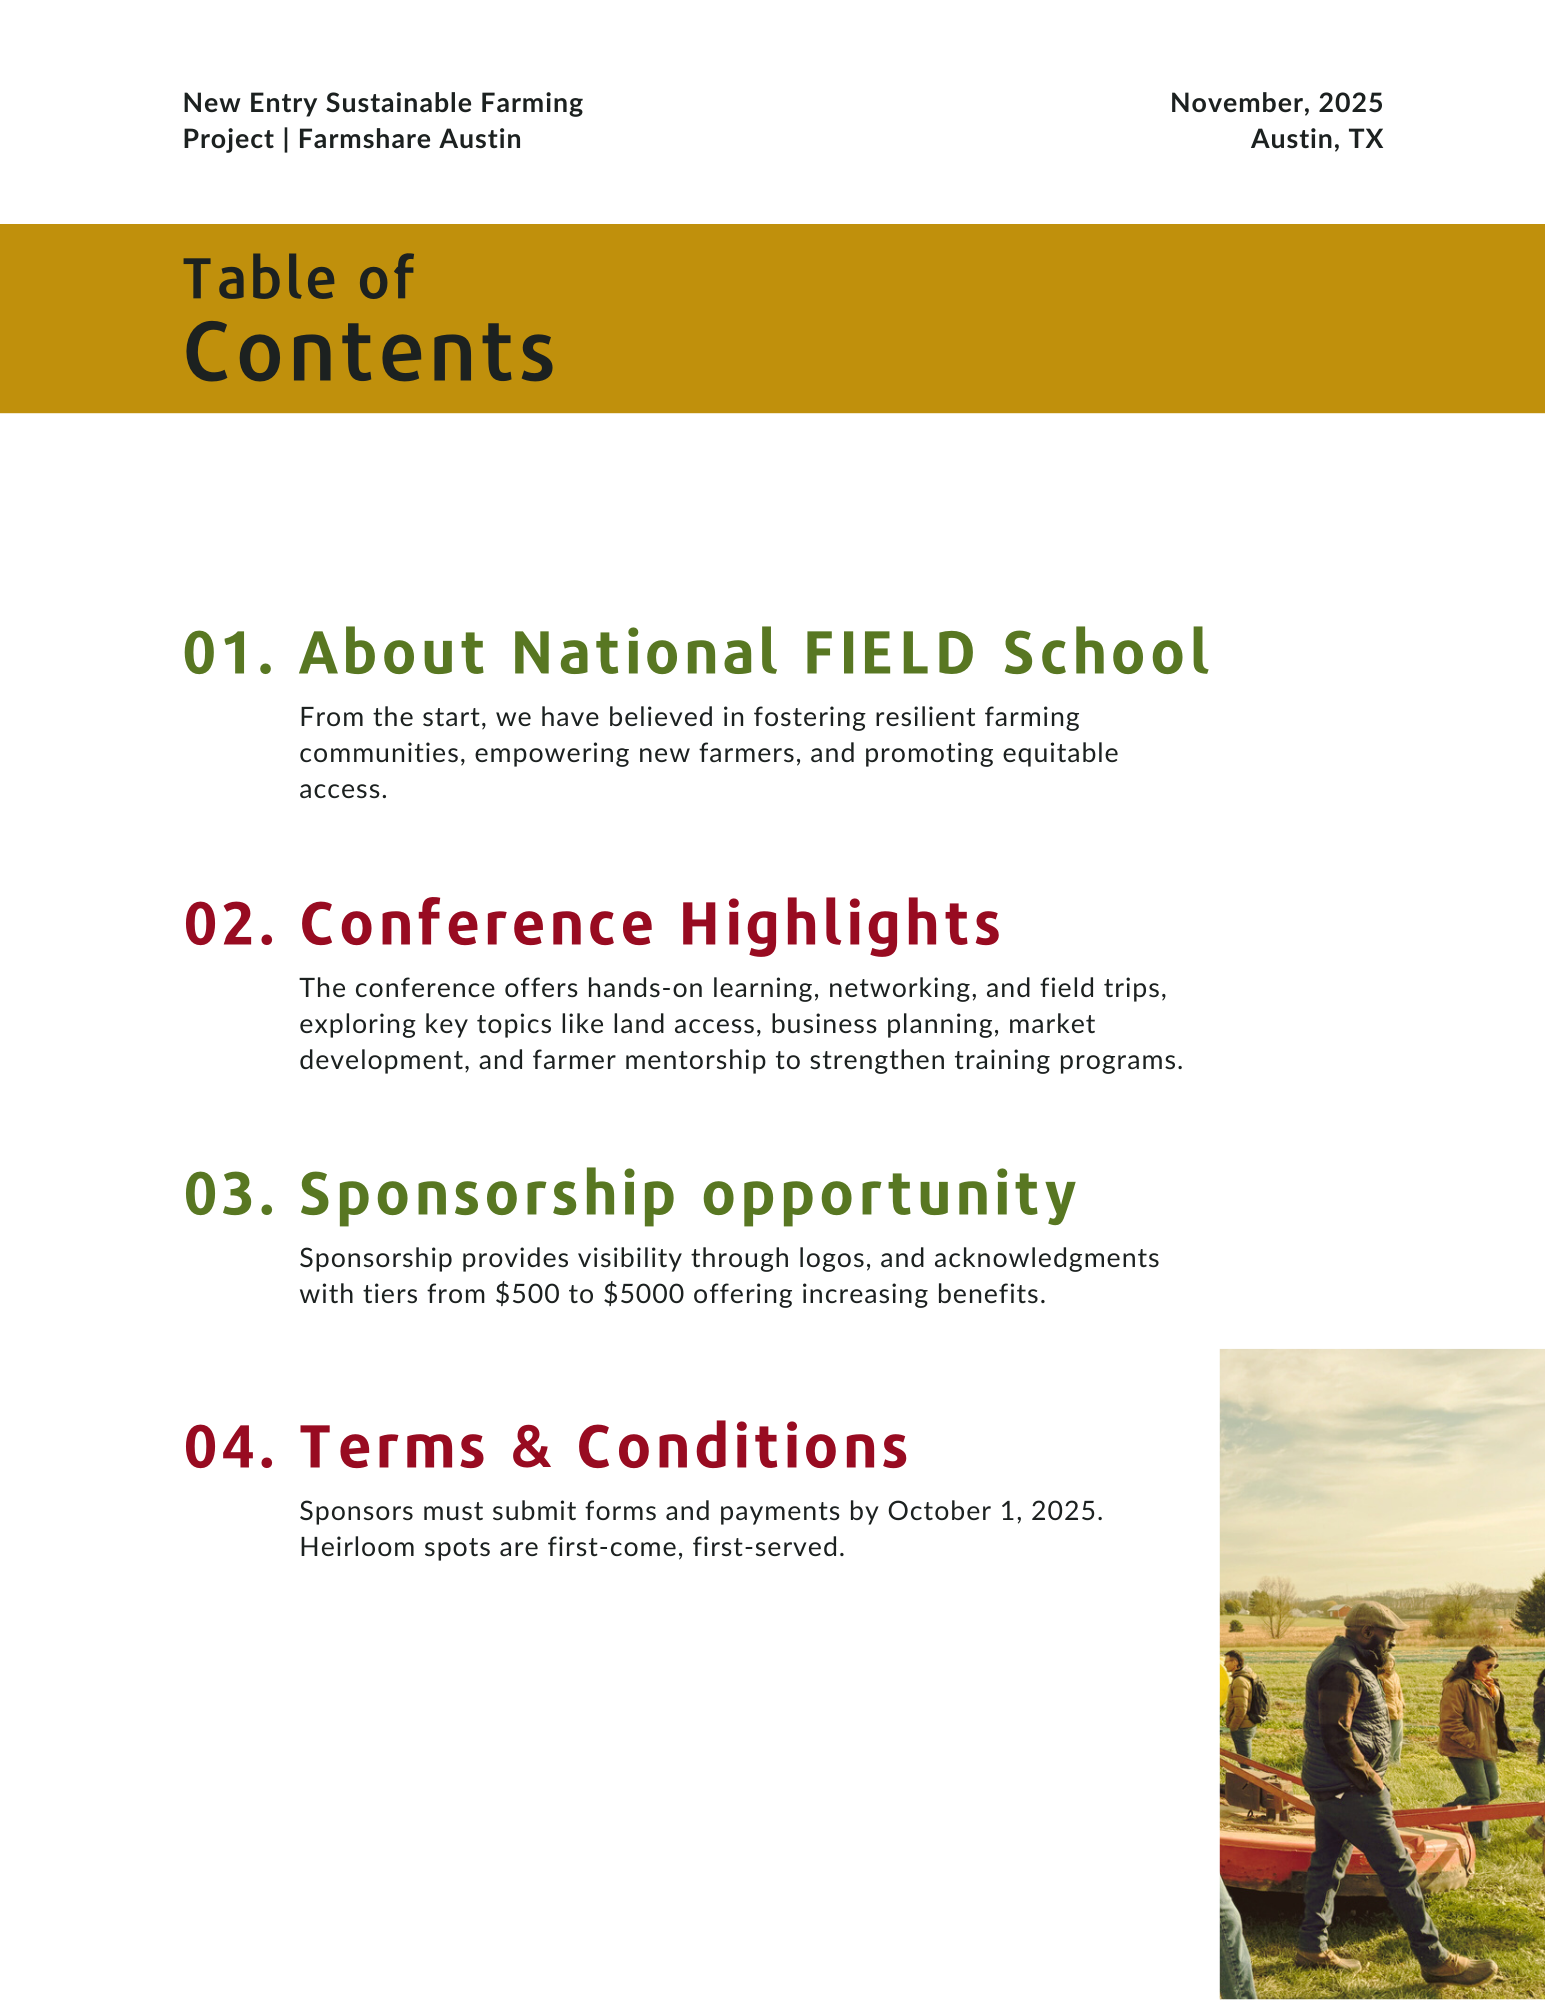 New Entry Sustainable Farming
Project | Farmshare Austin
November, 2025
Austin, TX
Table of
Contents
01. About National FIELD School
From the start, we have believed in fostering resilient farming
communities, empowering new farmers, and promoting equitable
access.
02. Conference Highlights
The conference offers hands-on learning, networking, and field trips,
exploring key topics like land access, business planning, market
development, and farmer mentorship to strengthen training programs.
03. Sponsorship opportunity
Sponsorship provides visibility through logos, and acknowledgments
with tiers from $500 to $5000 offering increasing benefits.
04. Terms & Conditions
Sponsors must submit forms and payments by October 1, 2025.
Heirloom spots are first-come, first-served.